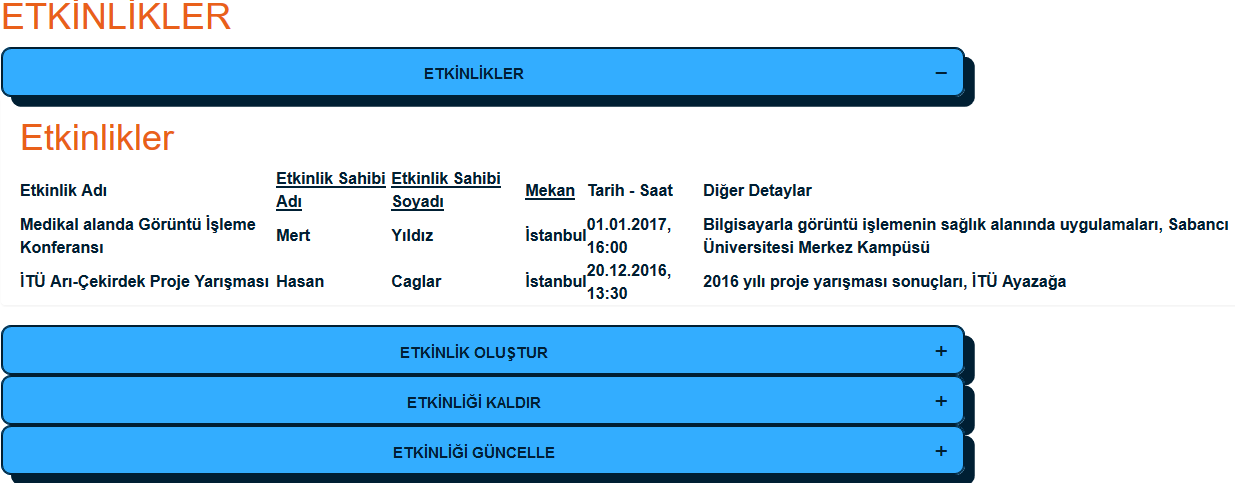 ETKİNLİKLER
ETKİNLİKLER −
Etkinlikler
Etkinlik Adı Etkinlik Sahibi Adı Etkinlik Sahibi Soyadı Mekan Tarih - Saat Diğer Detaylar
Medikal alanda Görüntü İşleme Konferansı Mert Yıldız İstanbul 01.01.2017, 16:00 Bilgisayarla görüntü işlemenin sağlık alanında uygulamaları, Sabancı Üniversitesi Merkez Kampüsü
İTÜ Arı-Çekirdek Proje Yarışması Hasan Caglar İstanbul 20.12.2016, 13:30 2016 yılı proje yarışması sonuçları, İTÜ Ayazağa
ETKİNLİK OLUŞTUR +
ETKİNLİĞİ KALDIR +
ETKİNLİĞİ GÜNCELLE +